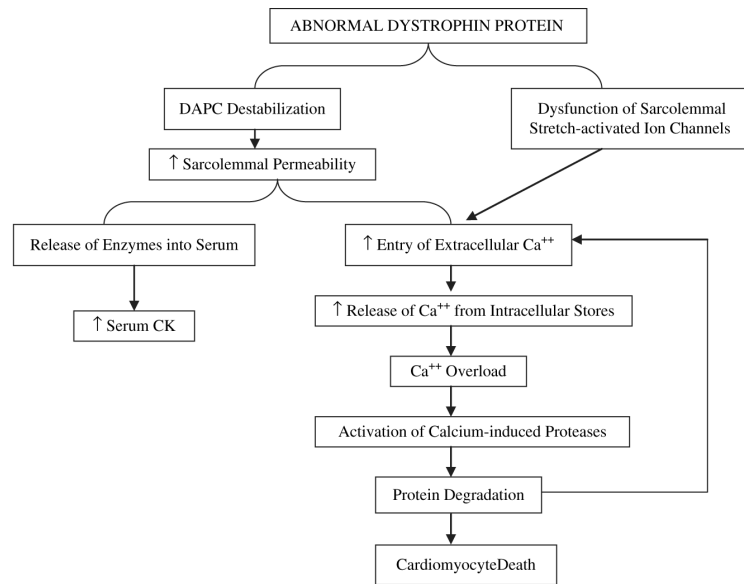 ABNORMAL DYSTROPHIN PROTEIN
DAPC Destabilization
Dysfunction of Sarcolemmal
Stretch-activated Ion Channels
↑ Sarcolemmal Permeability
Release of Enzymes into Serum
↑ Entry of Extracellular Ca⁺⁺
↑ Serum CK
↑ Release of Ca⁺⁺ from Intracellular Stores
Ca⁺⁺ Overload
Activation of Calcium-induced Proteases
Protein Degradation
CardiomyocyteDeath